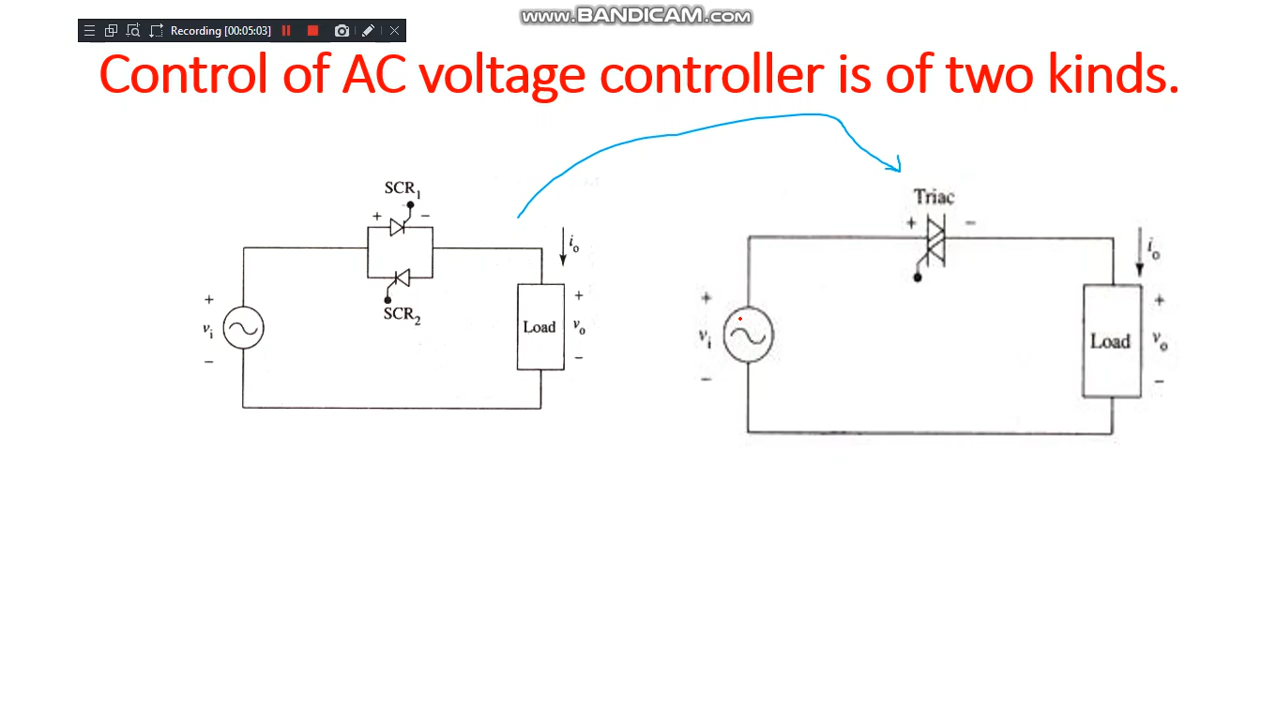 www.BANDICAM.com
Recording [00:05:03]
Control of AC voltage controller is of two kinds.
SCR₁
+ −
SCR₂
+
vᵢ
−
iₒ
Load
+
vₒ
−
Triac
+ −
+
vᵢ
−
iₒ
Load
+
vₒ
−